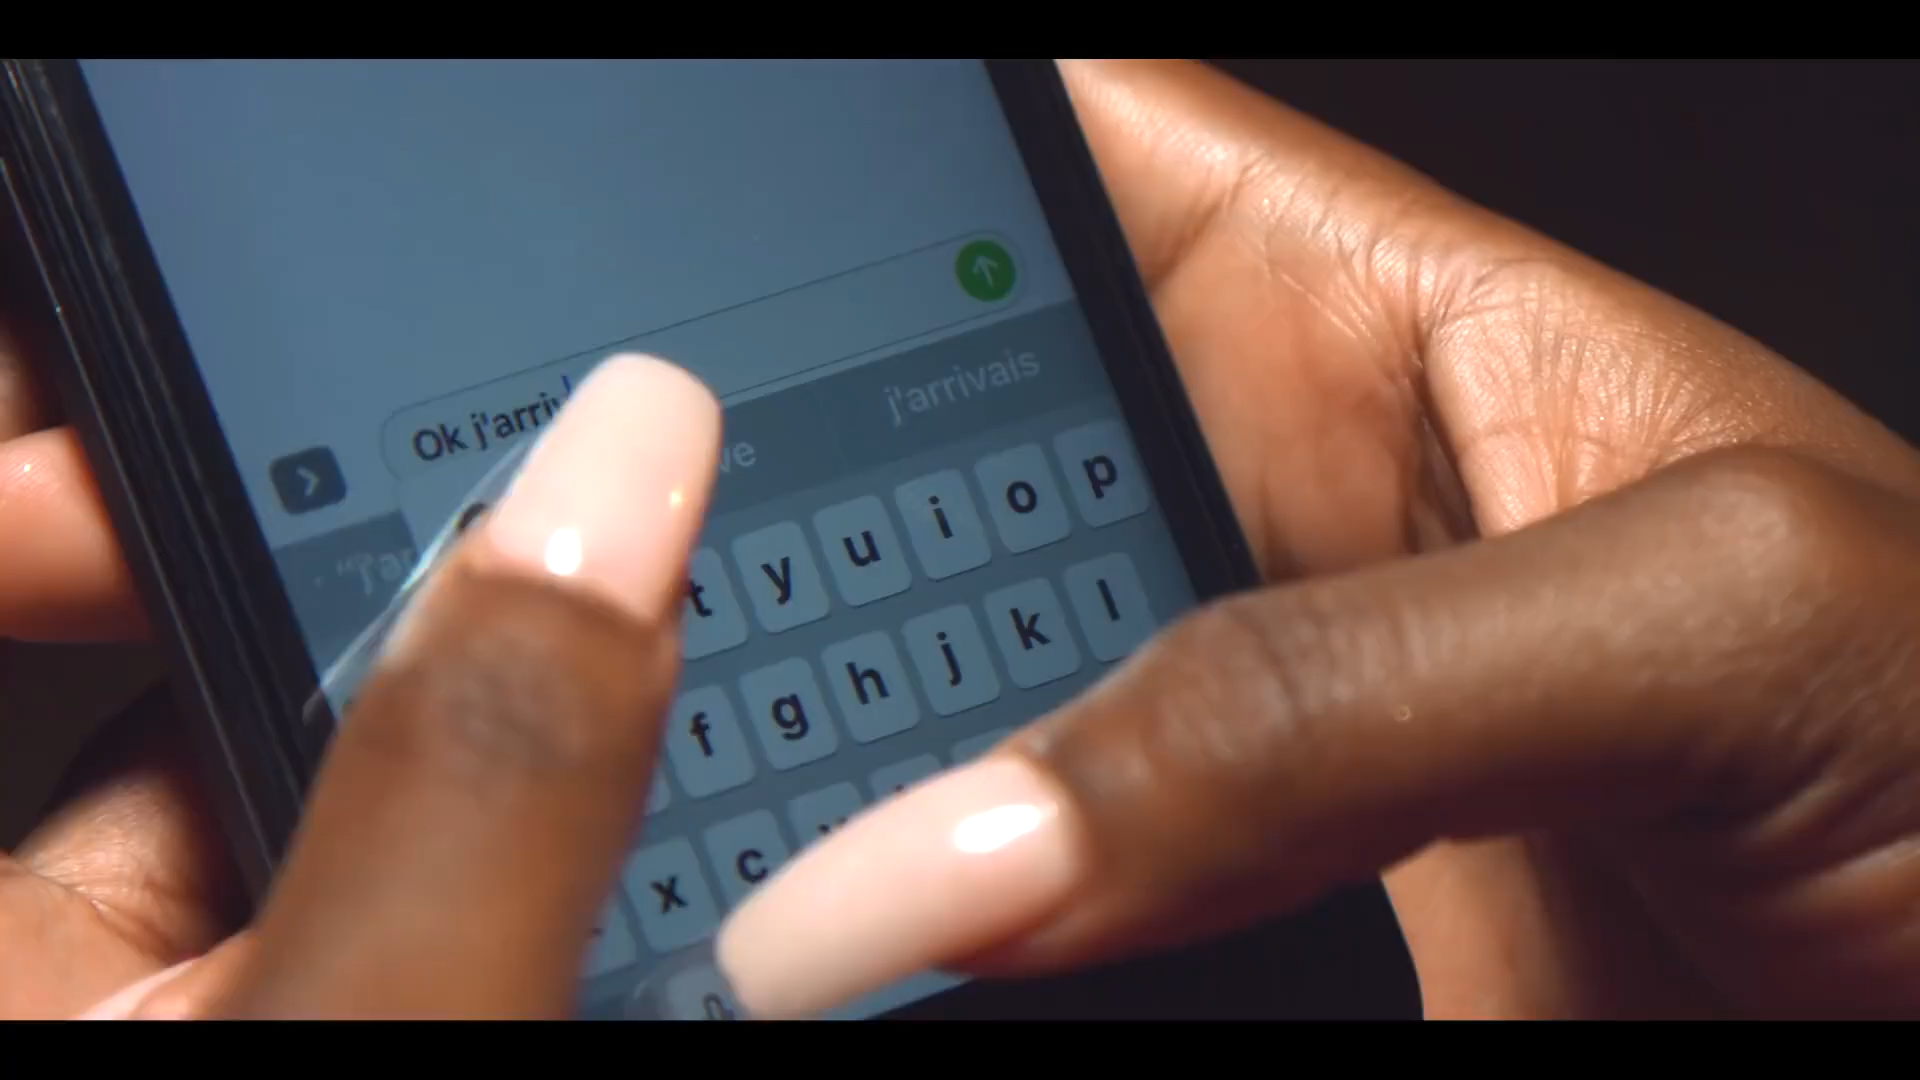 Ok j'arriv
j'arrivais
t y u i o p
f g h j k l
x c